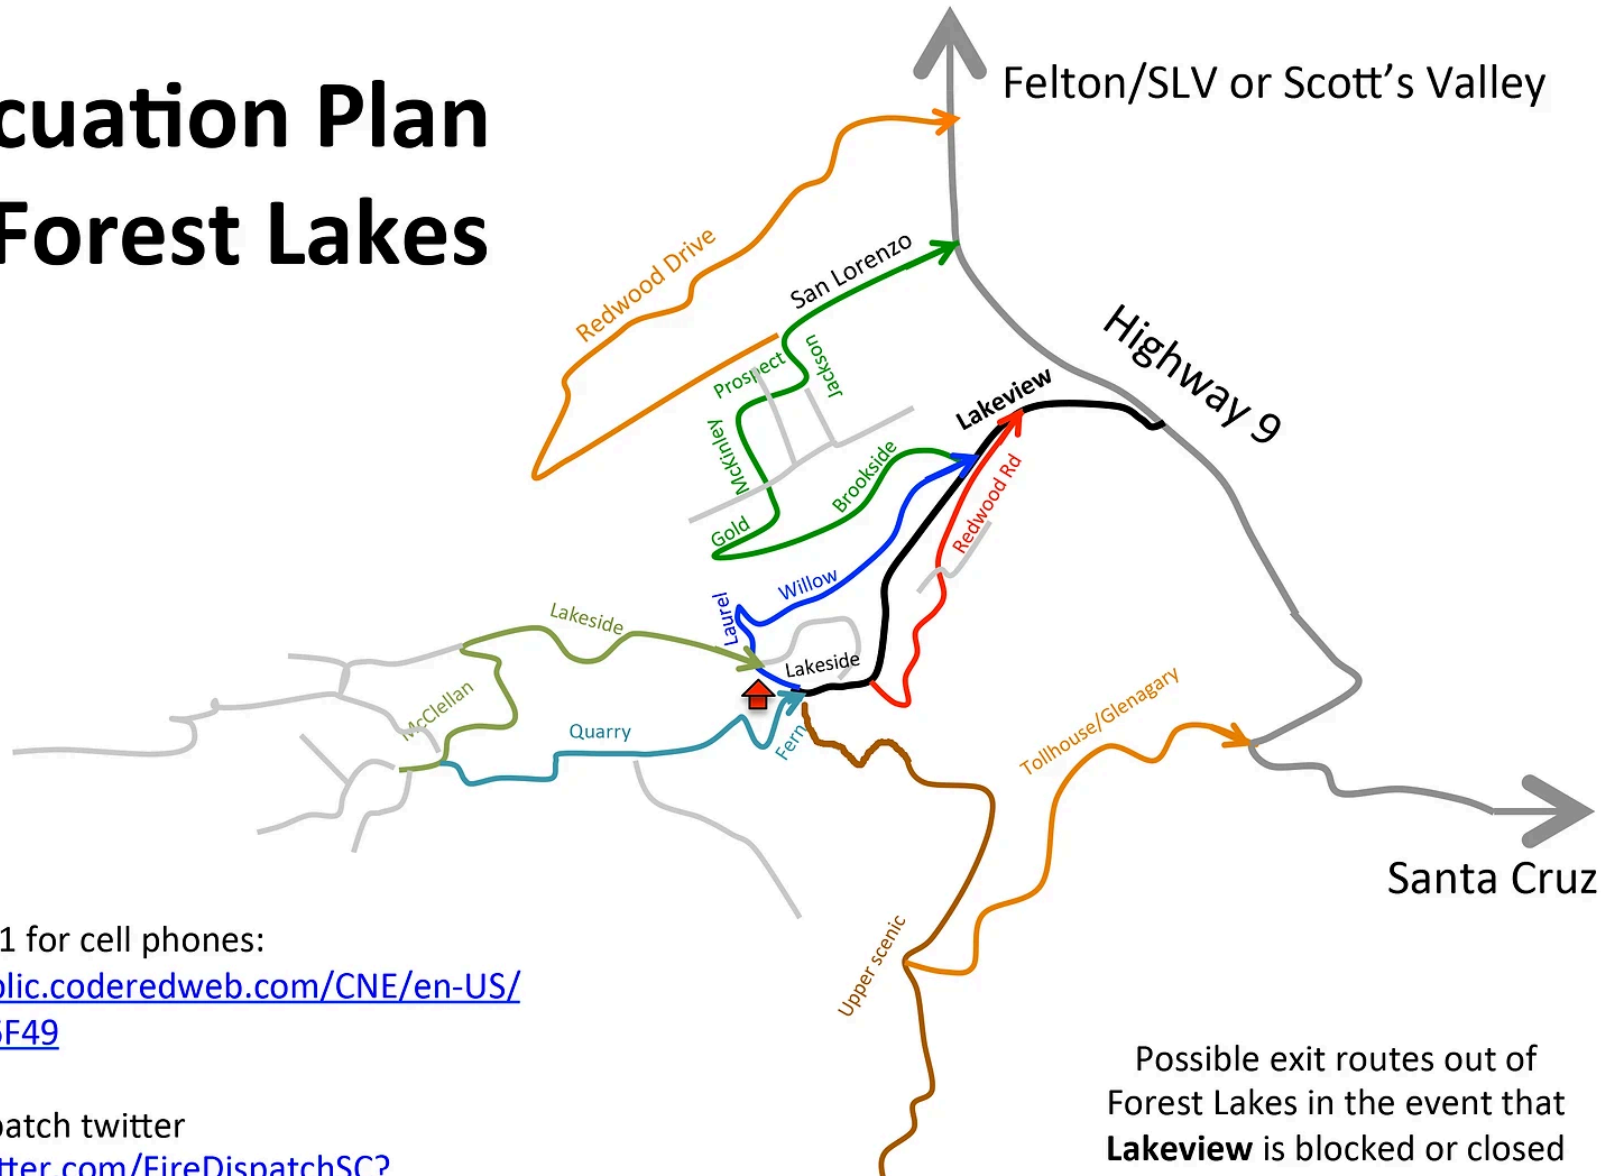 cuation Plan
Forest Lakes
Felton/SLV or Scott's Valley
Redwood Drive
San Lorenzo
Highway 9
Prospect
Jackson
Lakeview
McKinley
Brookside
Redwood Rd
Gold
Willow
Laurel
Lakeside
Lakeside
McClellan
Quarry
Fern
Tollhouse/Glenagary
Santa Cruz
Upper scenic
1 for cell phones:
blic.coderedweb.com/CNE/en-US/
6F49
patch twitter
tter.com/FireDispatchSC?
Possible exit routes out of
Forest Lakes in the event that
Lakeview is blocked or closed